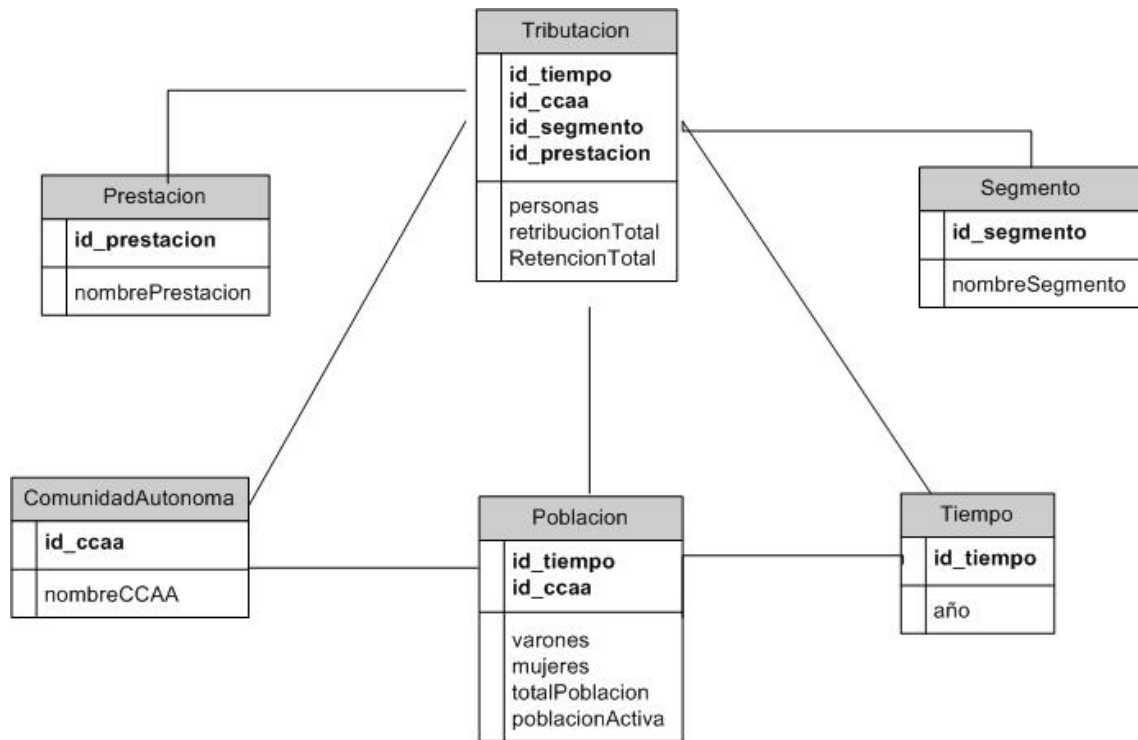 Tributacion
id_tiempo
id_ccaa
id_segmento
id_prestacion
personas
retribucionTotal
RetencionTotal
Prestacion
id_prestacion
nombrePrestacion
Segmento
id_segmento
nombreSegmento
ComunidadAutonoma
id_ccaa
nombreCCAA
Poblacion
id_tiempo
id_ccaa
varones
mujeres
totalPoblacion
poblacionActiva
Tiempo
id_tiempo
año